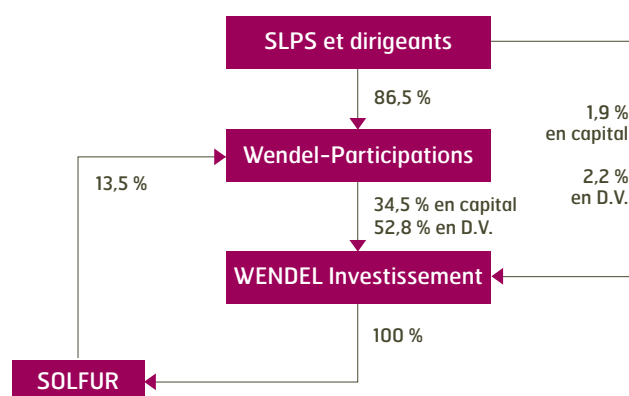 SLPS et dirigeants
86,5 %
1,9 %
en capital
2,2 %
en D.V.
Wendel-Participations
13,5 %
34,5 % en capital
52,8 % en D.V.
WENDEL Investissement
100 %
SOLFUR